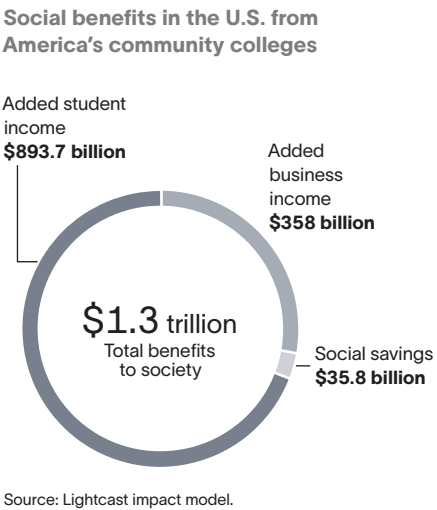 Social benefits in the U.S. from
America’s community colleges
Added student
income
$893.7 billion
Added
business
income
$358 billion
$1.3 trillion
Total benefits
to society
Social savings
$35.8 billion
Source: Lightcast impact model.